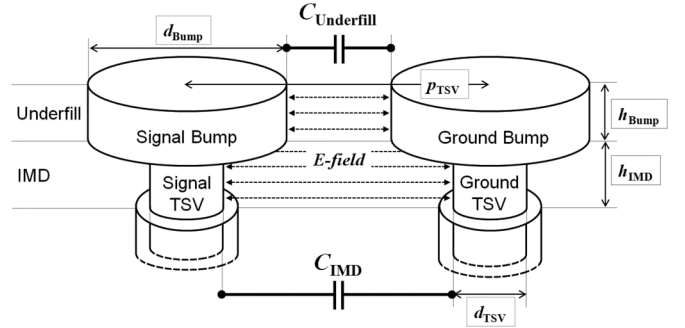 C_Underfill
d_Bump
p_TSV
Underfill
Signal Bump
Ground Bump
h_Bump
E-field
IMD
Signal
TSV
Ground
TSV
h_IMD
C_IMD
d_TSV